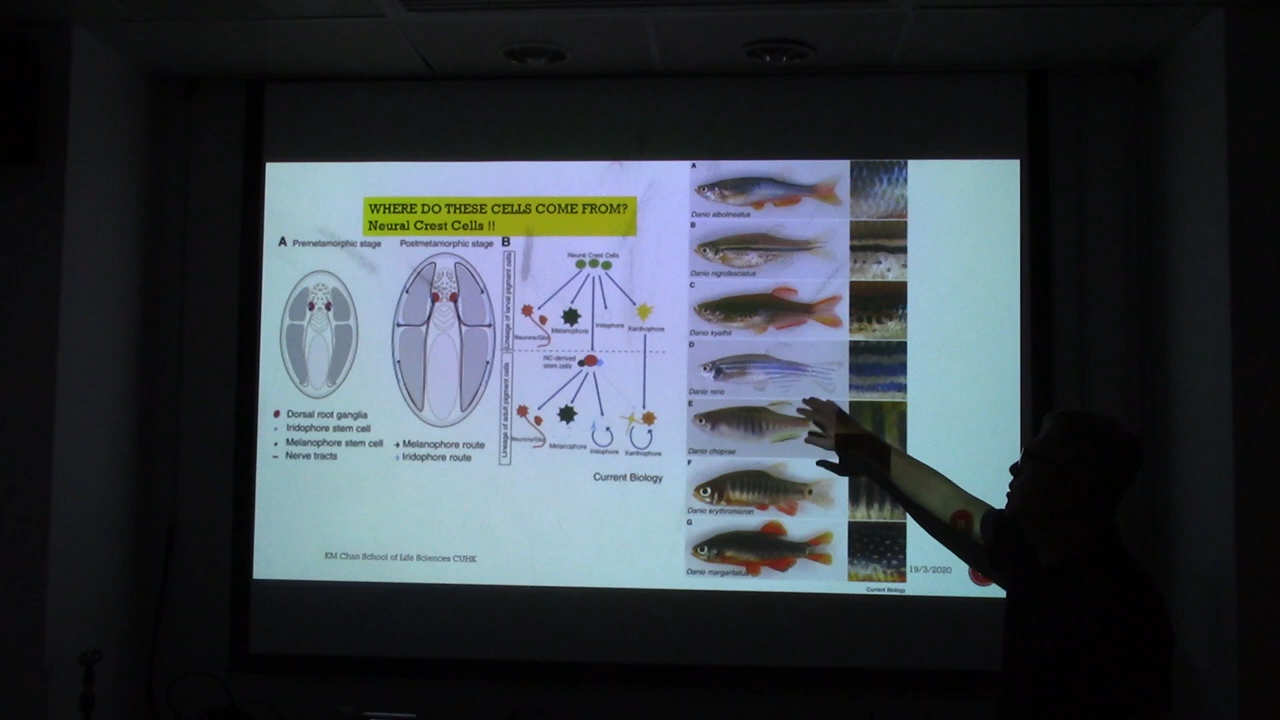 WHERE DO THESE CELLS COME FROM?
Neural Crest Cells !!
A Premetamorphic stage
Postmetamorphic stage
Dorsal root ganglia
Iridophore stem cell
Melanophore stem cell
Nerve tracts
Melanophore route
Iridophore route
B
Lineage of larval pigment cells
Neural Crest Cells
Neurons/Glia
Melanophore
Iridophore
Xanthophore
Lineage of adult pigment cells
NC-derived
stem cells
Neurons/Glia
Melanophore
Iridophore
Xanthophore
Current Biology
A
Danio albolineatus
B
Danio nigrofasciatus
C
Danio kyathit
D
Danio rerio
E
Danio choprae
F
Danio erythromicron
G
Danio margaritatus
Current Biology
KM Chan School of Life Sciences CUHK
19/3/2020